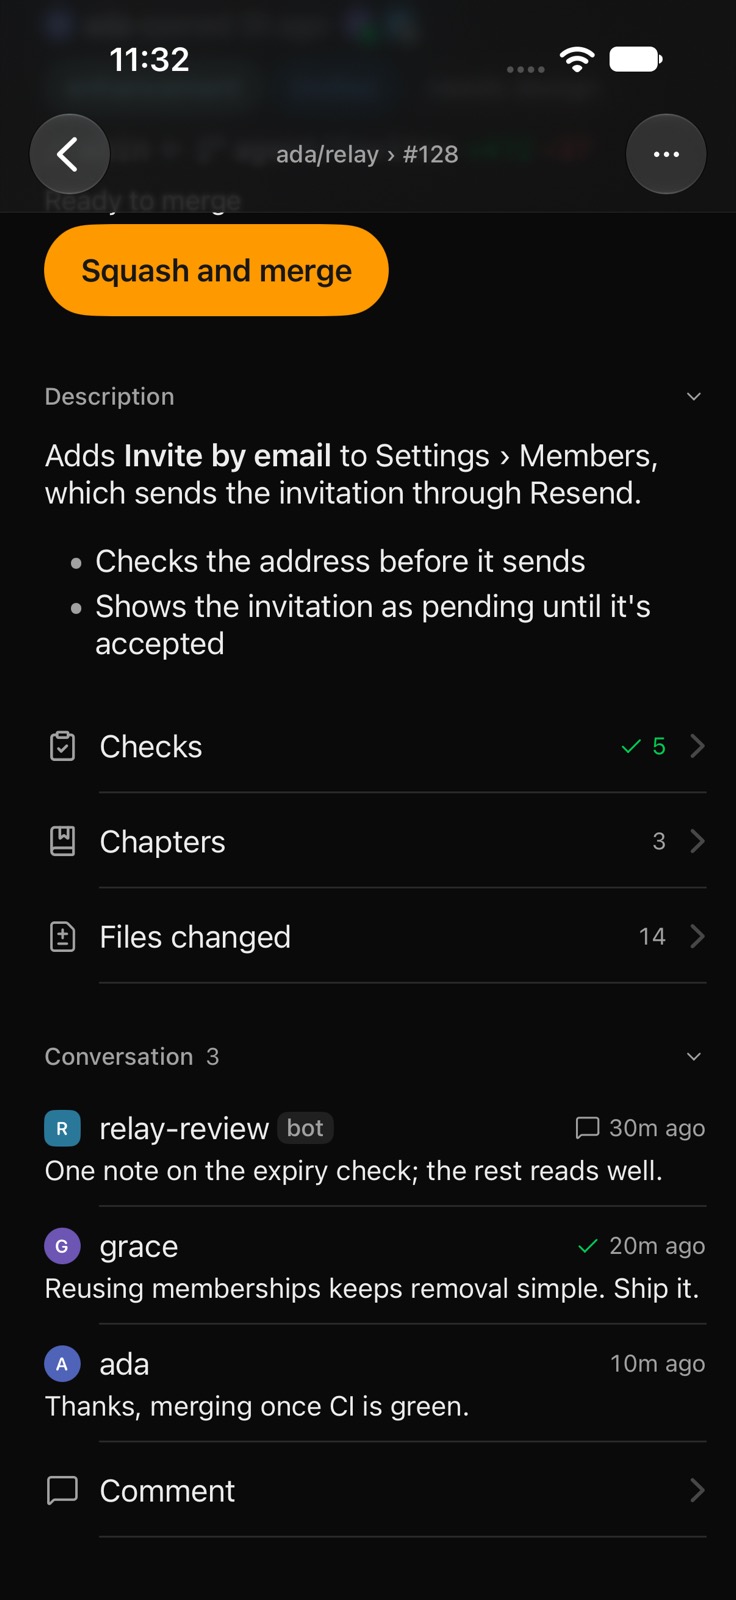 11:32
ada/relay › #128
Ready to merge
Squash and merge
Description
Adds Invite by email to Settings › Members,
which sends the invitation through Resend.
• Checks the address before it sends
• Shows the invitation as pending until it's
accepted
Checks 5
Chapters 3
Files changed 14
Conversation 3
R relay-review bot 30m ago
One note on the expiry check; the rest reads well.
G grace 20m ago
Reusing memberships keeps removal simple. Ship it.
A ada 10m ago
Thanks, merging once CI is green.
Comment